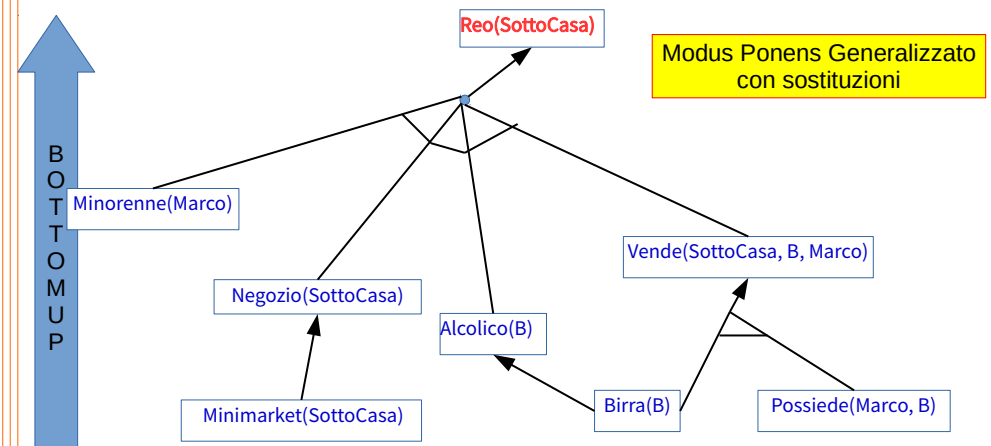 Reo(SottoCasa)
Modus Ponens Generalizzato
con sostituzioni
BOTTOMUP
Minorenne(Marco)
Vende(SottoCasa, B, Marco)
Negozio(SottoCasa)
Alcolico(B)
Minimarket(SottoCasa)
Birra(B)
Possiede(Marco, B)